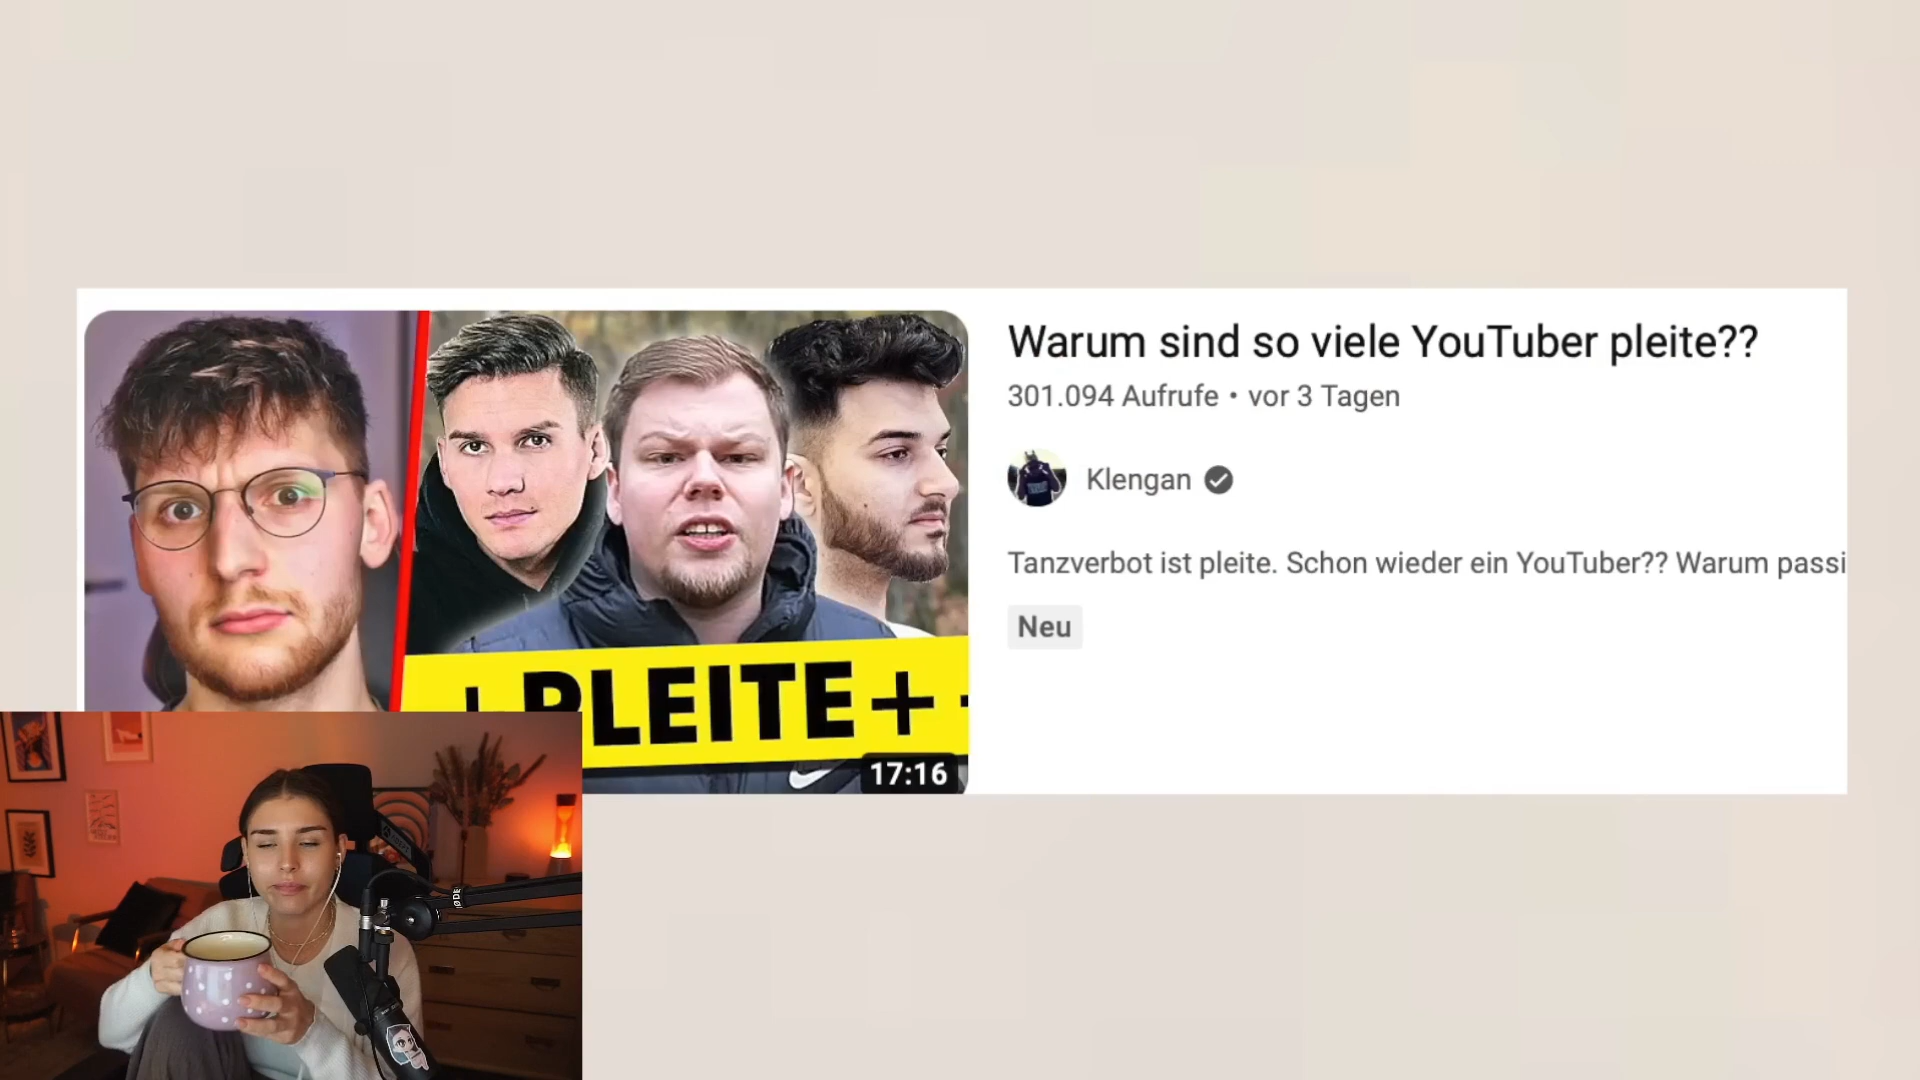 Warum sind so viele YouTuber pleite??
301.094 Aufrufe • vor 3 Tagen
Klengan
Tanzverbot ist pleite. Schon wieder ein YouTuber?? Warum passi
Neu
PLEITE+
17:16